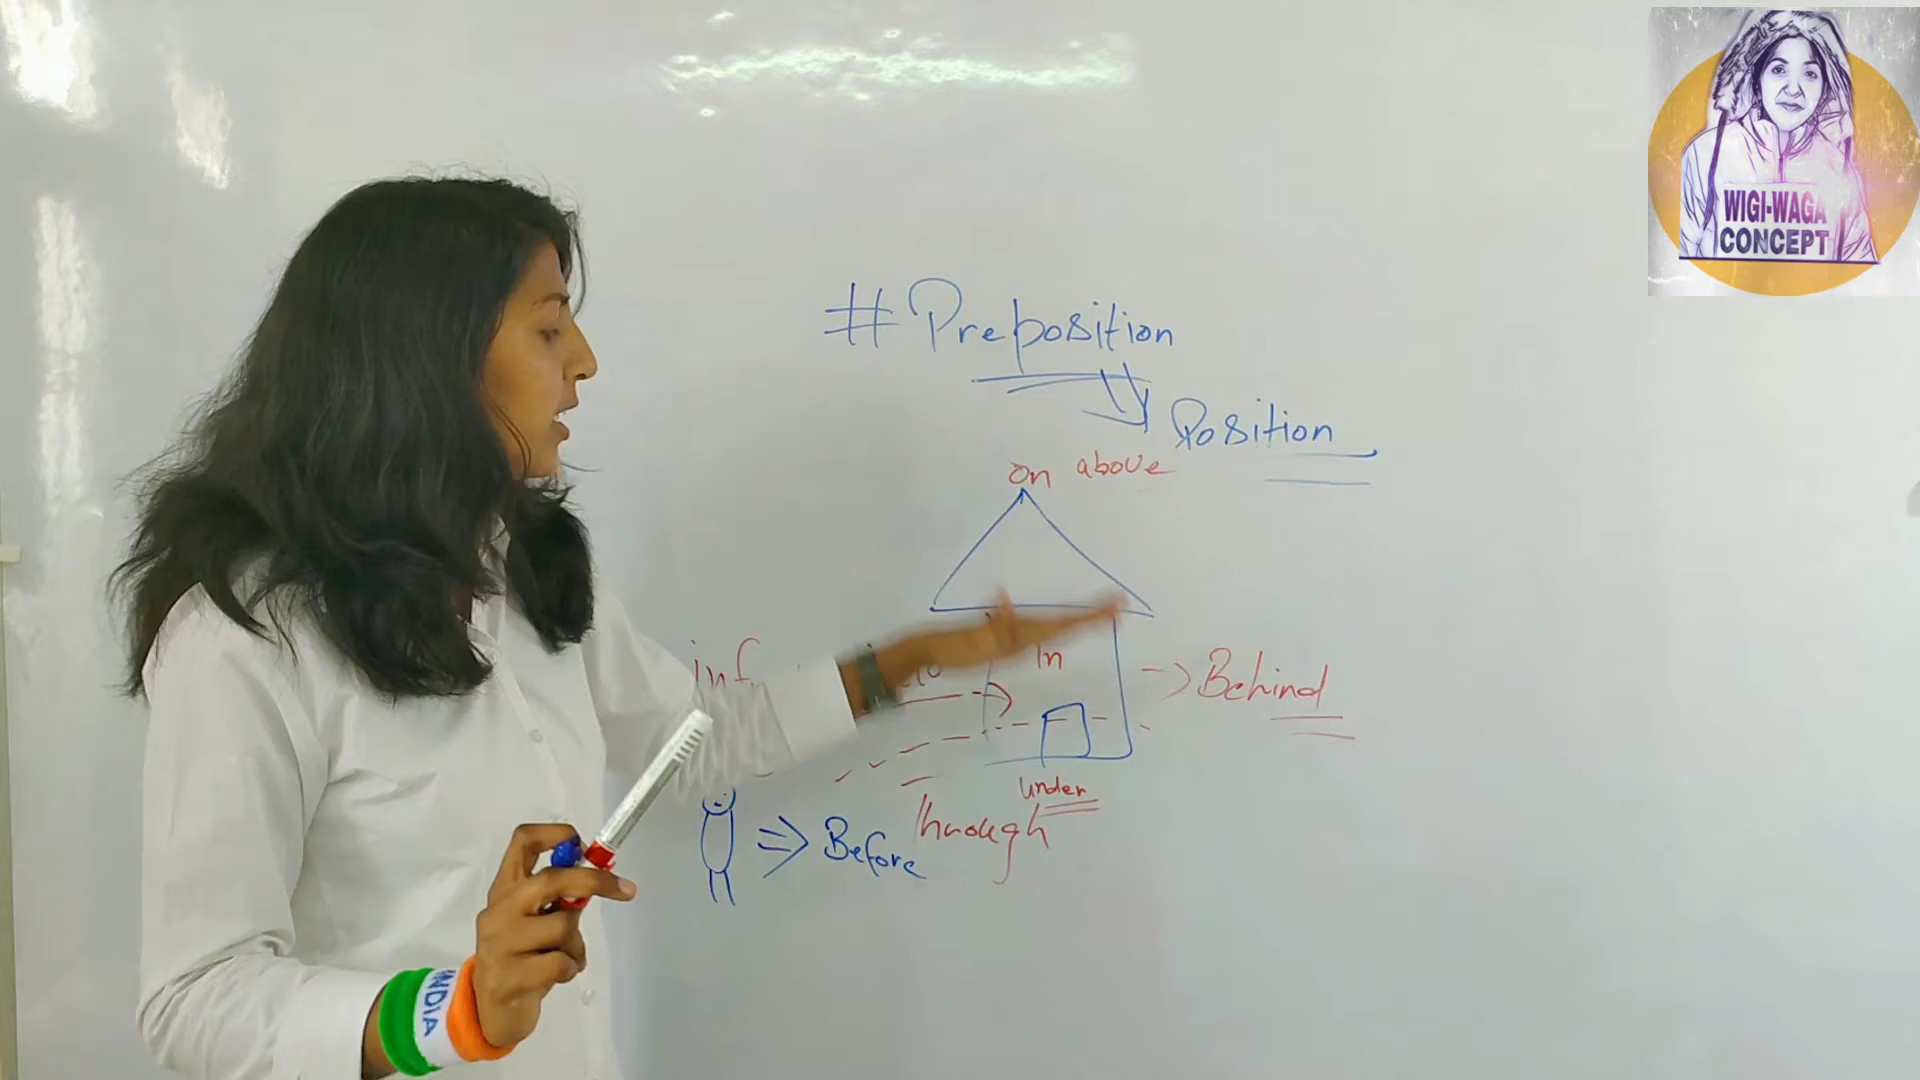 WIGI-WAGA
CONCEPT
# Preposition
Position
On above
In
Behind
under
Through
Before
INDIA